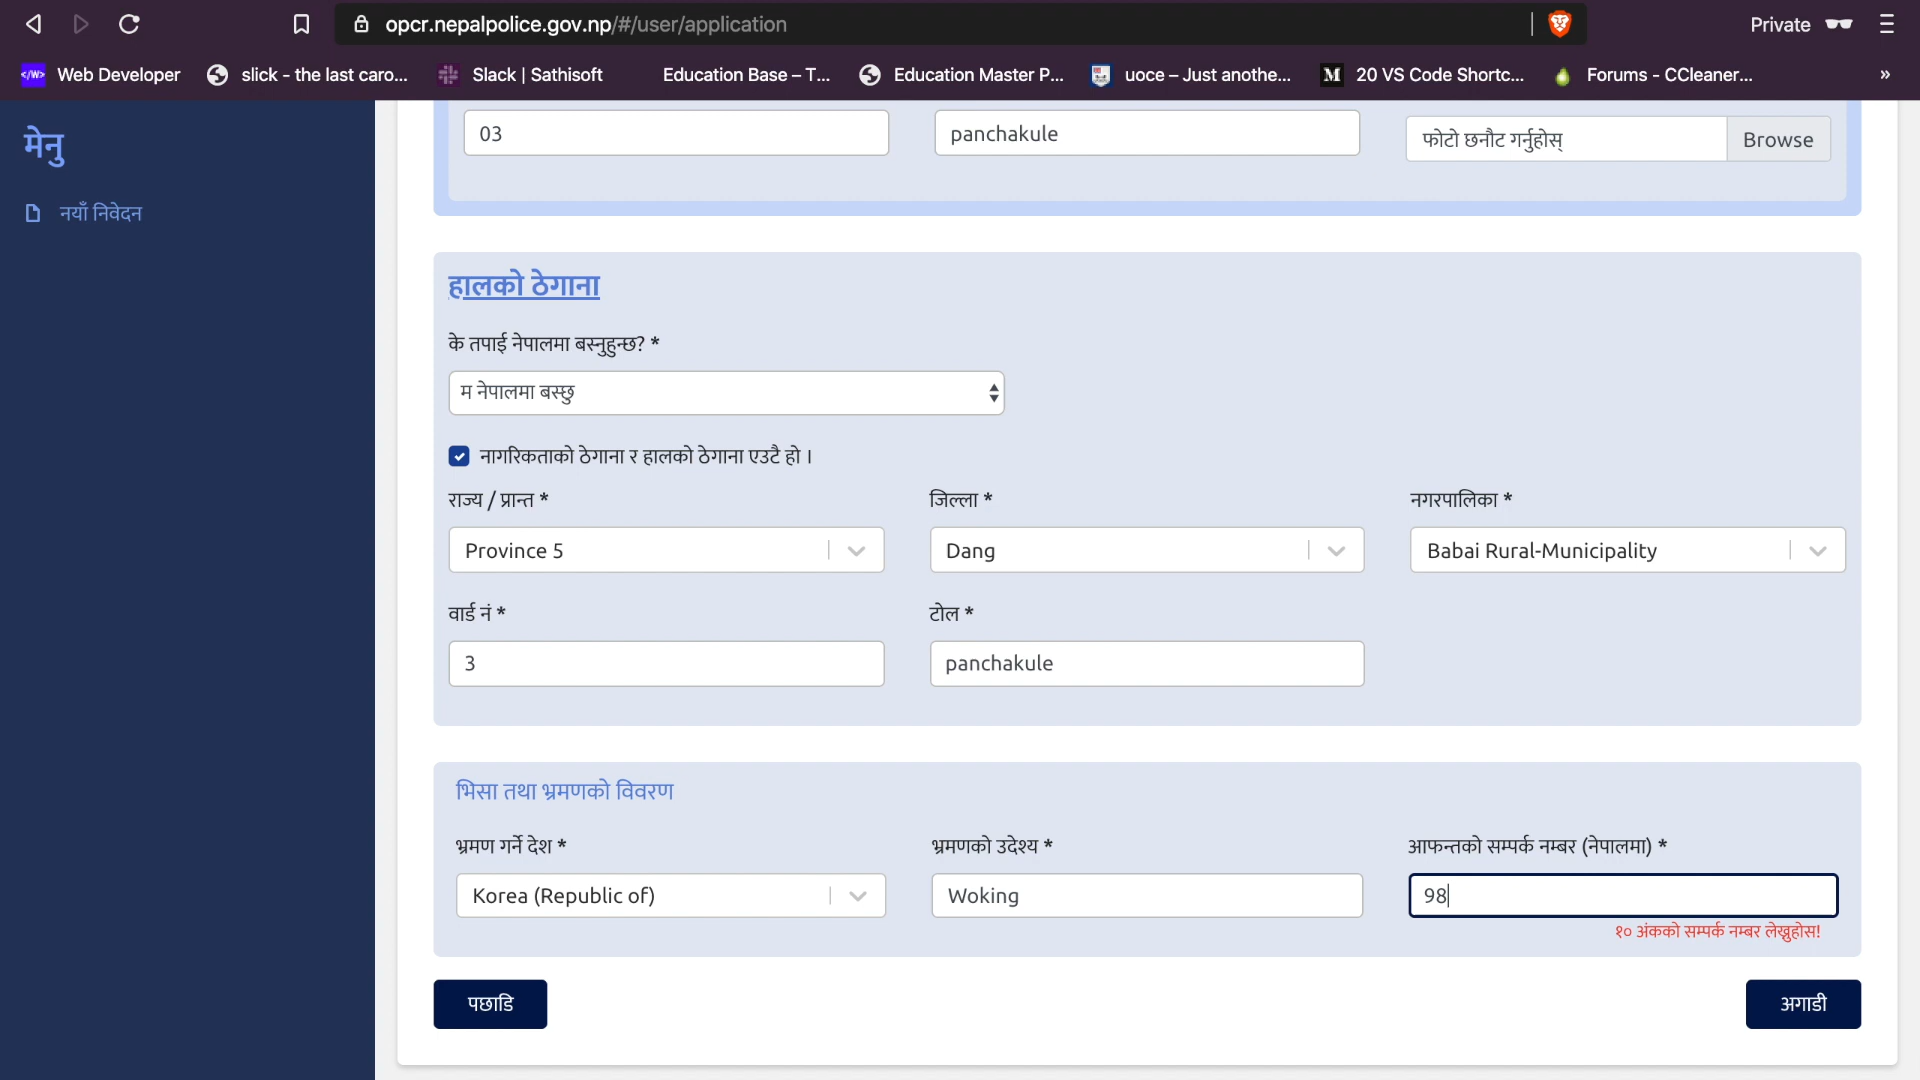 opcr.nepalpolice.gov.np/#/user/application
Private
</W> Web Developer
slick - the last caro...
Slack | Sathisoft
Education Base – T...
Education Master P...
uoce – Just anothe...
M 20 VS Code Shortc...
Forums - CCleaner...
»
मेनु
नयाँ निवेदन
03
panchakule
फोटो छनौट गर्नुहोस्
Browse
हालको ठेगाना
के तपाई नेपालमा बस्नुहुन्छ? *
म नेपालमा बस्छु
नागरिकताको ठेगाना र हालको ठेगाना एउटै हो ।
राज्य / प्रान्त *
जिल्ला *
नगरपालिका *
Province 5
Dang
Babai Rural-Municipality
वार्ड नं *
टोल *
3
panchakule
भिसा तथा भ्रमणको विवरण
भ्रमण गर्ने देश *
भ्रमणको उदेश्य *
आफन्तको सम्पर्क नम्बर (नेपालमा) *
Korea (Republic of)
Woking
98
१० अंकको सम्पर्क नम्बर लेख्नुहोस!
पछाडि
अगाडी